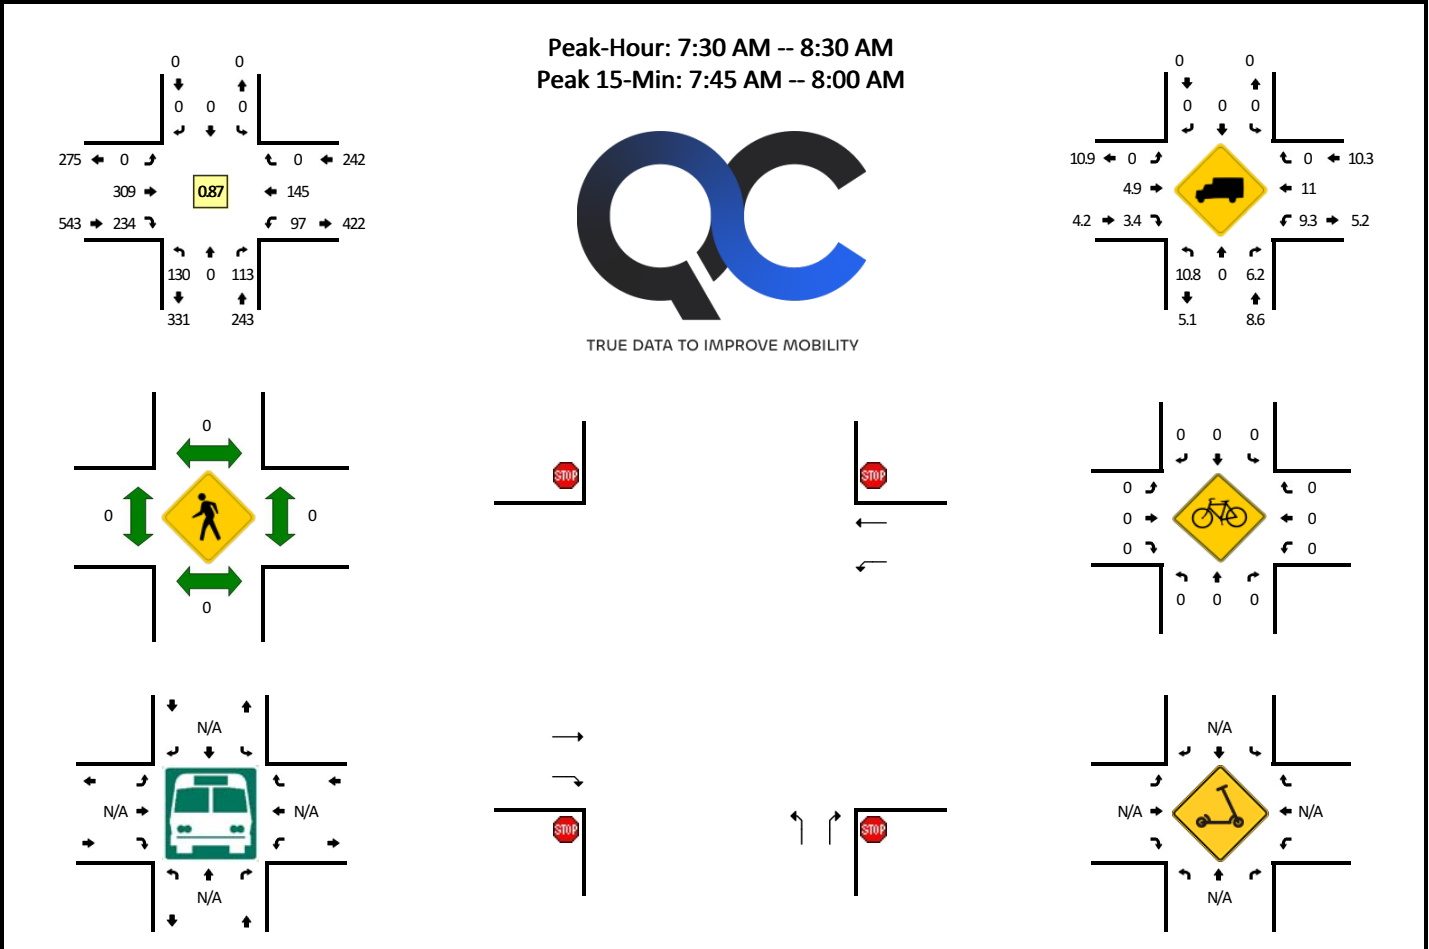 Peak-Hour: 7:30 AM -- 8:30 AM
Peak 15-Min: 7:45 AM -- 8:00 AM
0 0
0 0 0
275 0 0 242
309 0.87 145
543 234 97 422
130 0 113
331 243
TRUE DATA TO IMPROVE MOBILITY
0 0
0 0 0
10.9 0 0 10.3
4.9 11
4.2 3.4 9.3 5.2
10.8 0 6.2
5.1 8.6
0
0 0
0
STOP STOP
STOP STOP
0 0 0
0 0
0 0
0 0
0 0 0
N/A
N/A N/A
N/A
N/A
N/A N/A
N/A